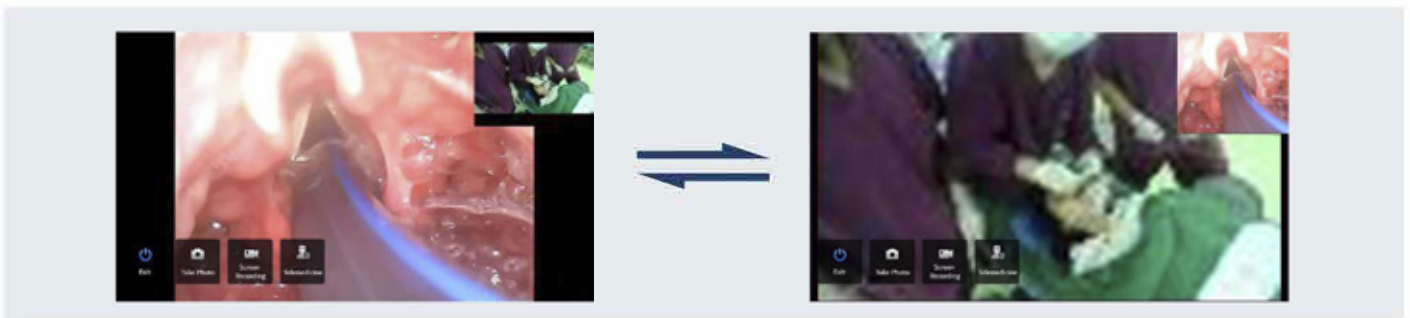 Exit
Take Photo
Screen
Recording
Telemedicine
Exit
Take Photo
Screen
Recording
Telemedicine